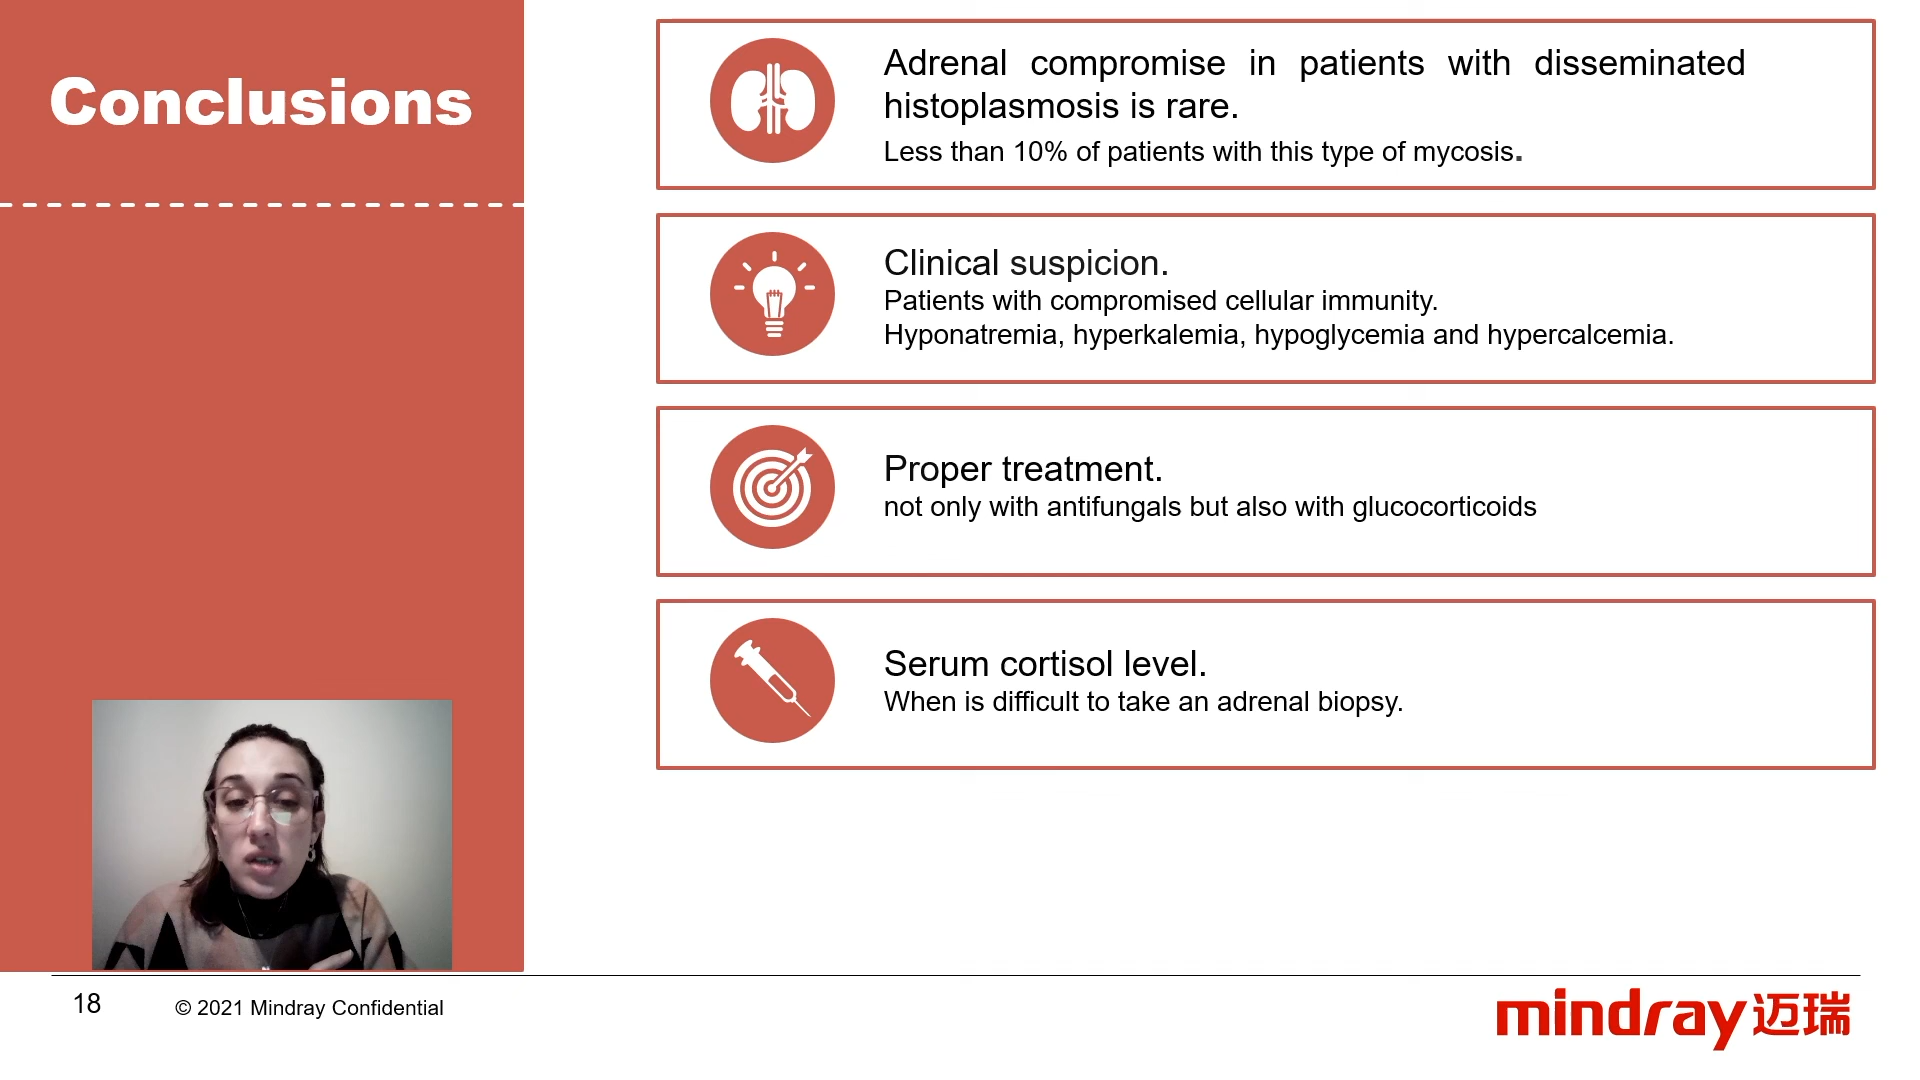 Conclusions
Adrenal compromise in patients with disseminated
histoplasmosis is rare.
Less than 10% of patients with this type of mycosis.
Clinical suspicion.
Patients with compromised cellular immunity.
Hyponatremia, hyperkalemia, hypoglycemia and hypercalcemia.
Proper treatment.
not only with antifungals but also with glucocorticoids
Serum cortisol level.
When is difficult to take an adrenal biopsy.
18
© 2021 Mindray Confidential
mindray迈瑞